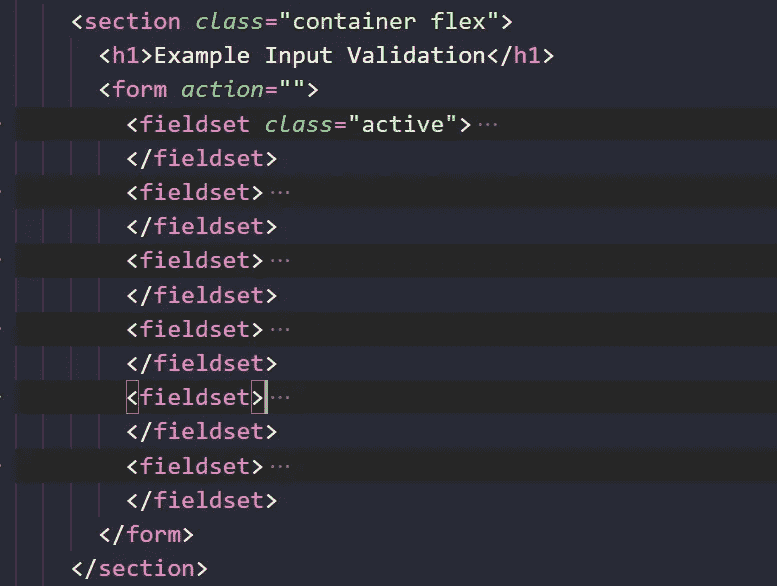 <section class="container flex">
<h1>Example Input Validation</h1>
<form action="">
<fieldset class="active">···
</fieldset>
<fieldset>···
</fieldset>
<fieldset>···
</fieldset>
<fieldset>···
</fieldset>
<fieldset>···
</fieldset>
<fieldset>···
</fieldset>
</form>
</section>